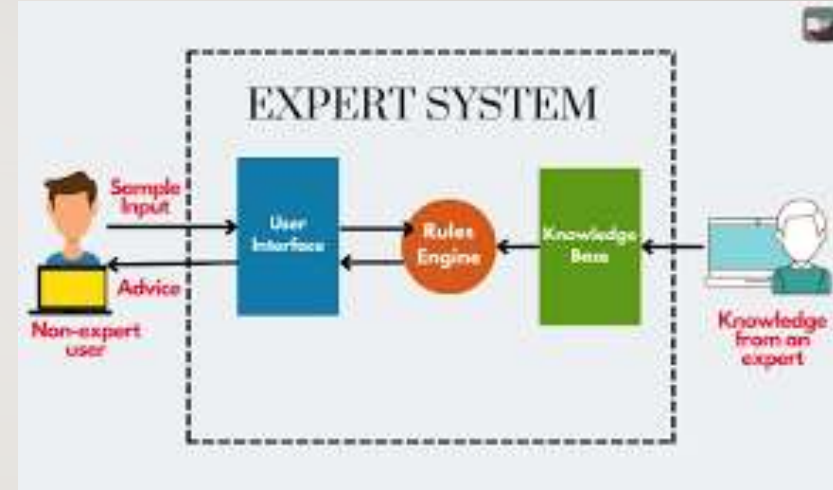 EXPERT SYSTEM
Sample
Input
User
Interface
Rules
Engine
Knowledge
Base
Advice
Non-expert
user
Knowledge
from an
expert